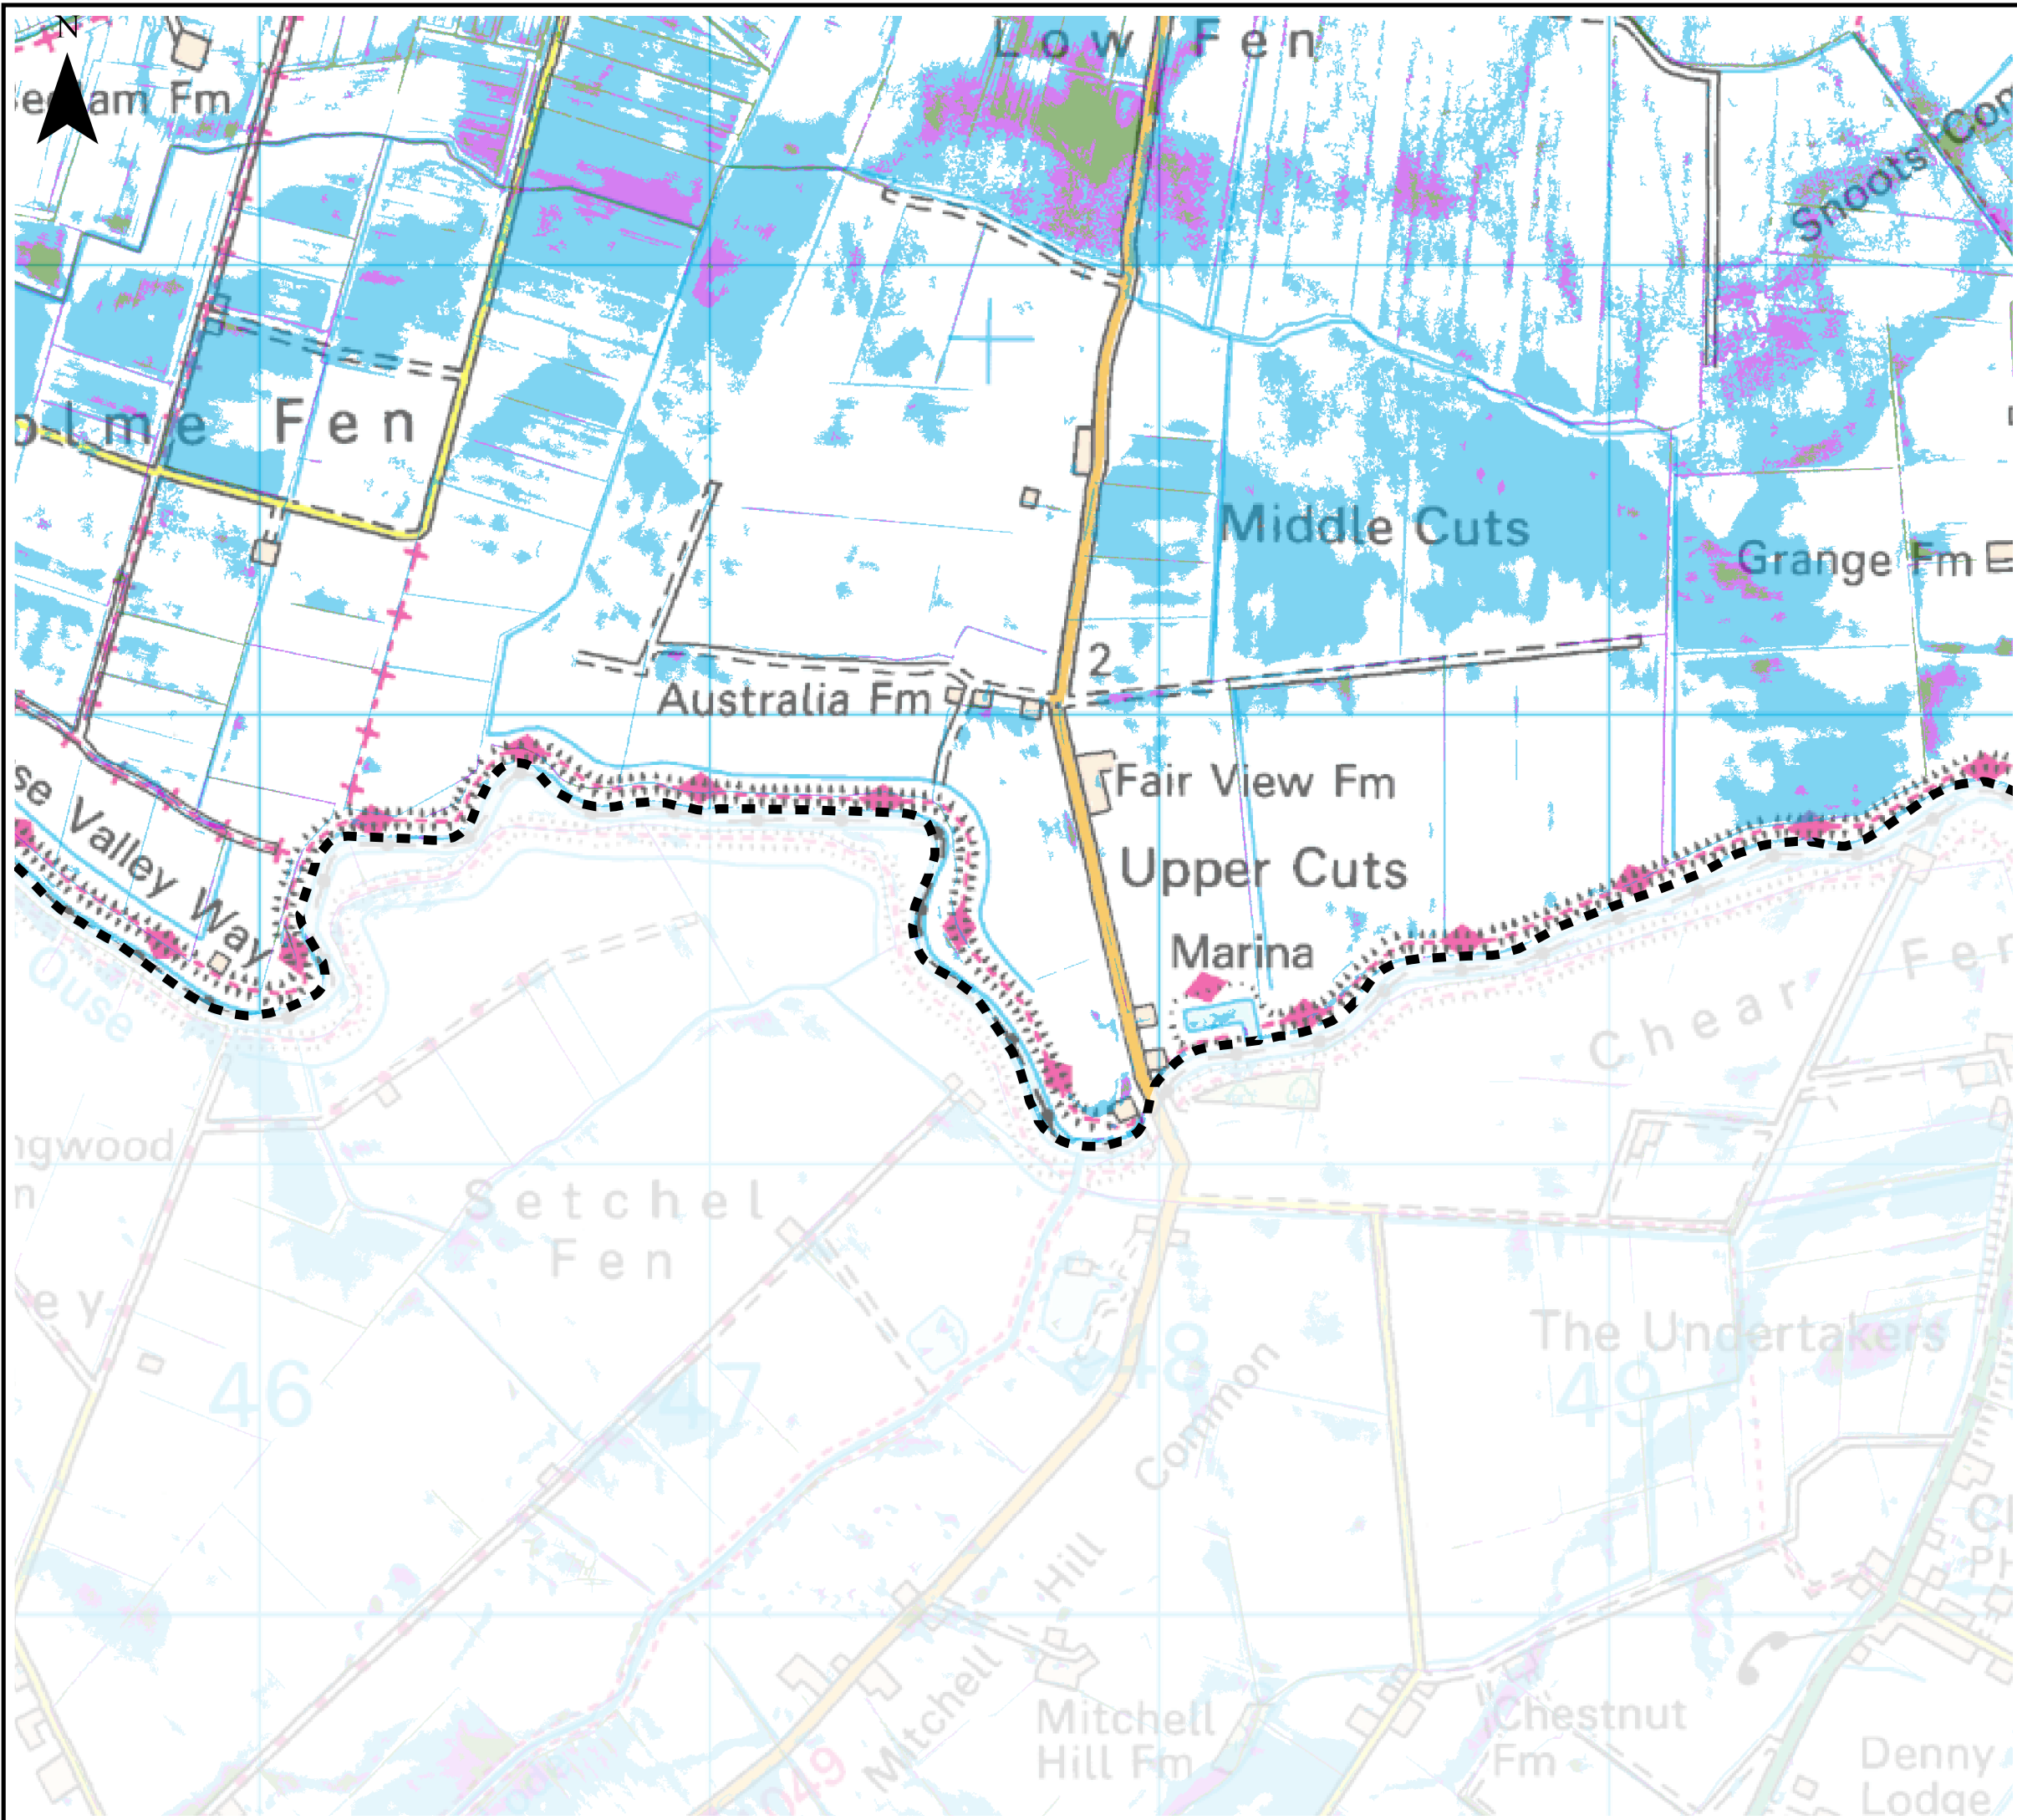 N
Low Fen
Fm
Snoots
Fen
Middle Cuts
Grange Fm
2
Australia Fm
Fair View Fm
Valley Way
Upper Cuts
Marina
Ouse
Fen
Chear
Setchel
Fen
The Undertakers
46
47
48
49
Common
Hill
Mitchell
Mitchell
Hill Fm
Chestnut
Fm
Denny
Lodge